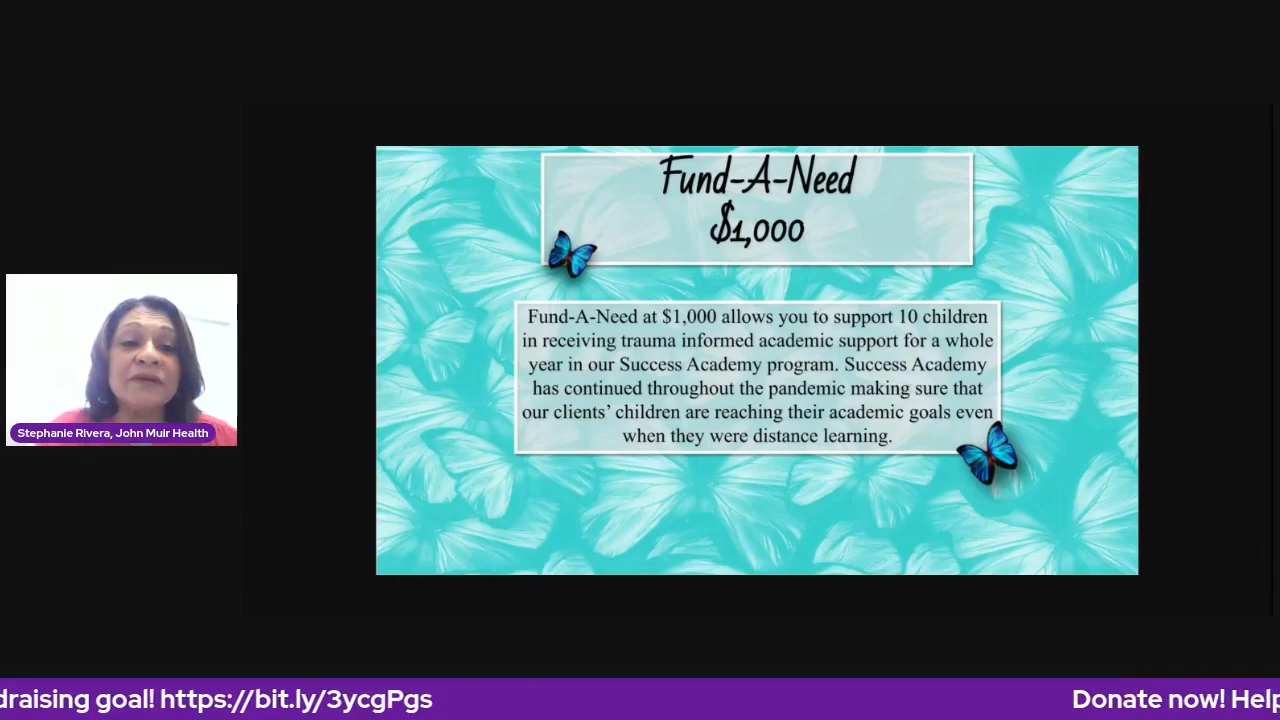 Fund-A-Need
$1,000
Fund-A-Need at $1,000 allows you to support 10 children
in receiving trauma informed academic support for a whole
year in our Success Academy program. Success Academy
has continued throughout the pandemic making sure that
our clients’ children are reaching their academic goals even
when they were distance learning.
Stephanie Rivera, John Muir Health
draising goal! https://bit.ly/3ycgPgs Donate now! Help